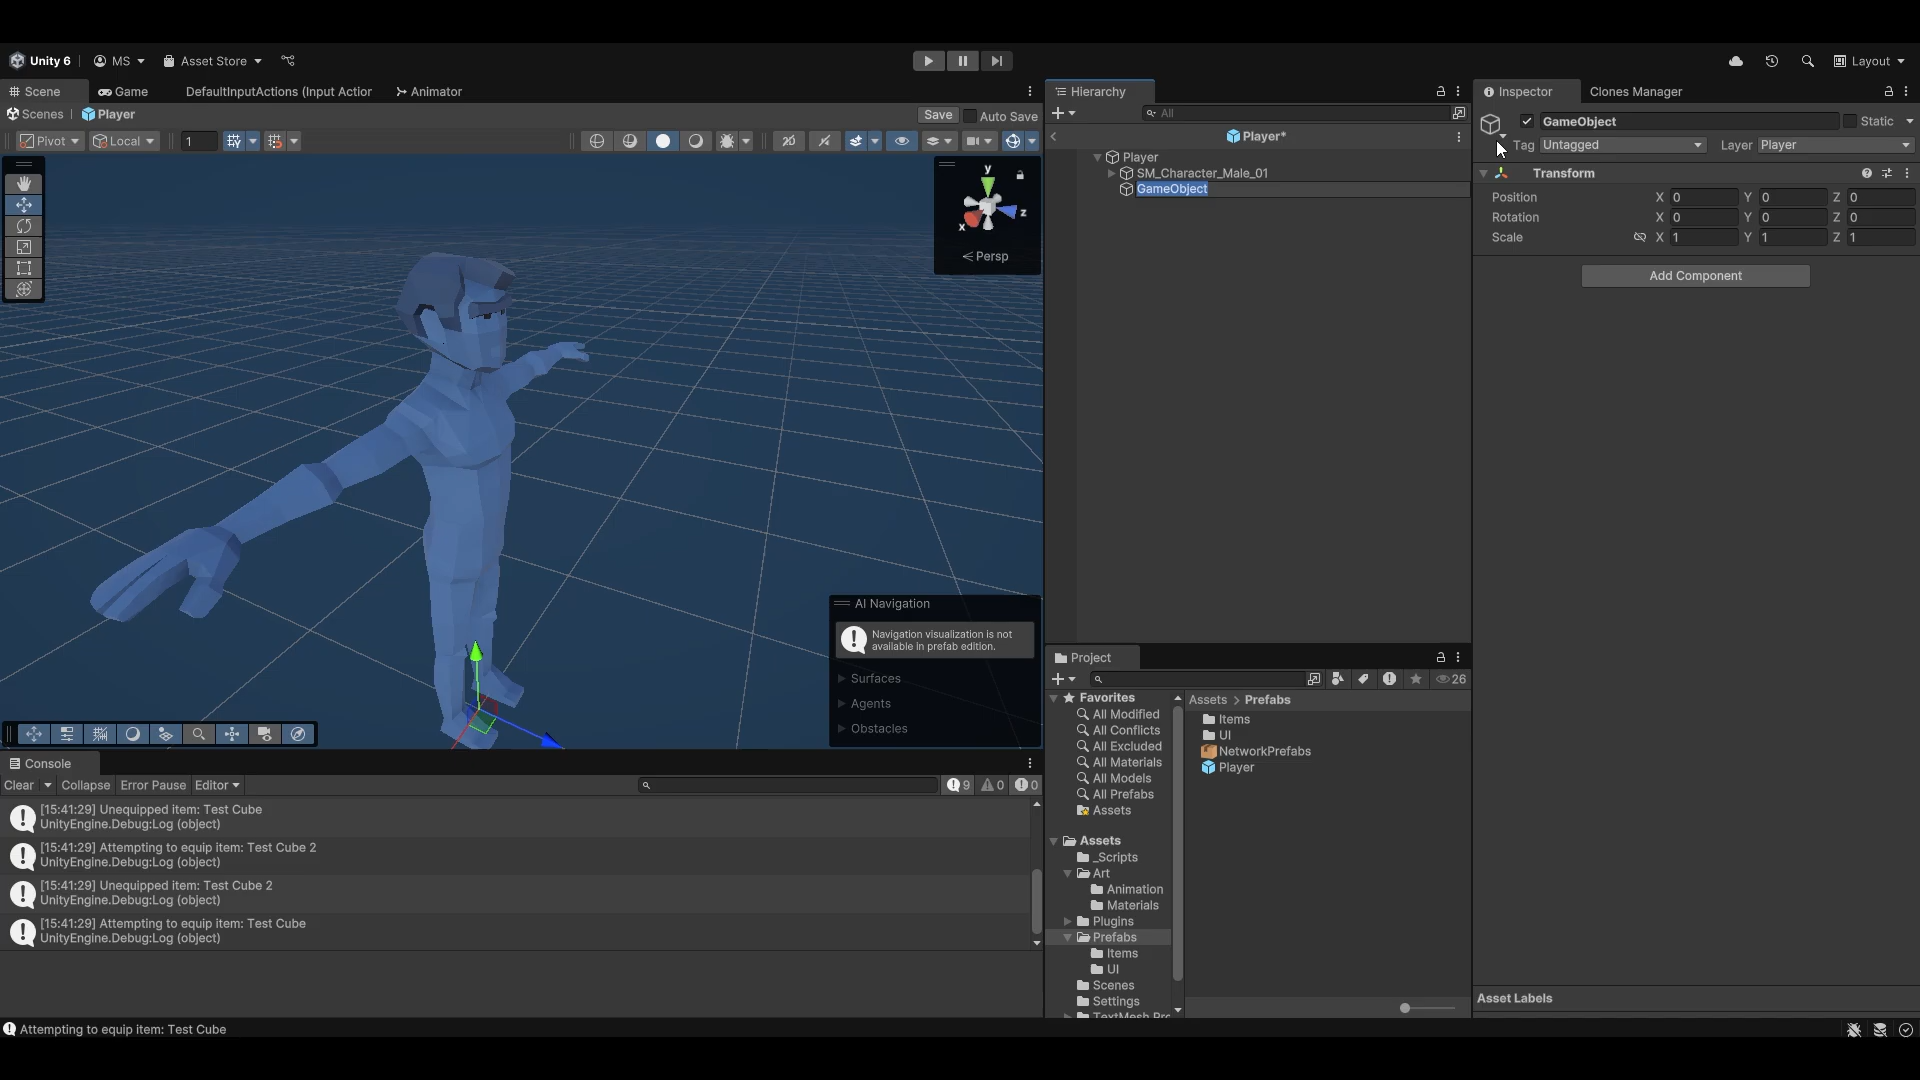 Unity 6
MS
Asset Store
Layout
Scene
Game
DefaultInputActions (Input Action
Animator
Scenes
Player
Save
Auto Save
Pivot
Local
1
2D
y
x
z
Persp
AI Navigation
Navigation visualization is not
available in prefab edition.
Surfaces
Agents
Obstacles
Console
Clear
Collapse
Error Pause
Editor
9
0
0
[15:41:29] Unequipped item: Test Cube
UnityEngine.Debug:Log (object)
[15:41:29] Attempting to equip item: Test Cube 2
UnityEngine.Debug:Log (object)
[15:41:29] Unequipped item: Test Cube 2
UnityEngine.Debug:Log (object)
[15:41:29] Attempting to equip item: Test Cube
UnityEngine.Debug:Log (object)
Attempting to equip item: Test Cube
Hierarchy
All
Player*
Player
SM_Character_Male_01
GameObject
Project
26
Favorites
All Modified
All Conflicts
All Excluded
All Materials
All Models
All Prefabs
Assets
Assets
_Scripts
Art
Animation
Materials
Plugins
Prefabs
Items
UI
Scenes
Settings
TextMesh Pro
Assets > Prefabs
Items
UI
NetworkPrefabs
Player
Inspector
Clones Manager
GameObject
Static
Tag
Untagged
Layer
Player
Transform
Position X 0 Y 0 Z 0
Rotation X 0 Y 0 Z 0
Scale X 1 Y 1 Z 1
Add Component
Asset Labels